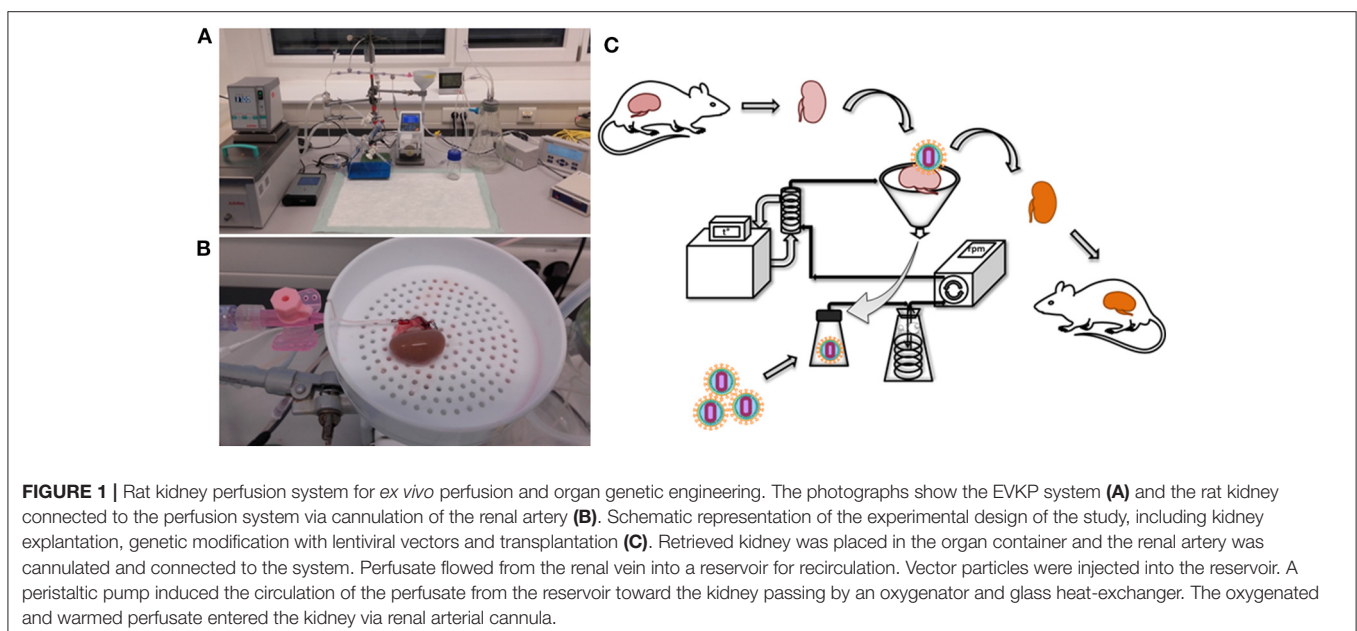 A
B
C
t°
rpm
FIGURE 1 | Rat kidney perfusion system for ex vivo perfusion and organ genetic engineering. The photographs show the EVKP system (A) and the rat kidney
connected to the perfusion system via cannulation of the renal artery (B). Schematic representation of the experimental design of the study, including kidney
explantation, genetic modification with lentiviral vectors and transplantation (C). Retrieved kidney was placed in the organ container and the renal artery was
cannulated and connected to the system. Perfusate flowed from the renal vein into a reservoir for recirculation. Vector particles were injected into the reservoir. A
peristaltic pump induced the circulation of the perfusate from the reservoir toward the kidney passing by an oxygenator and glass heat-exchanger. The oxygenated
and warmed perfusate entered the kidney via renal arterial cannula.